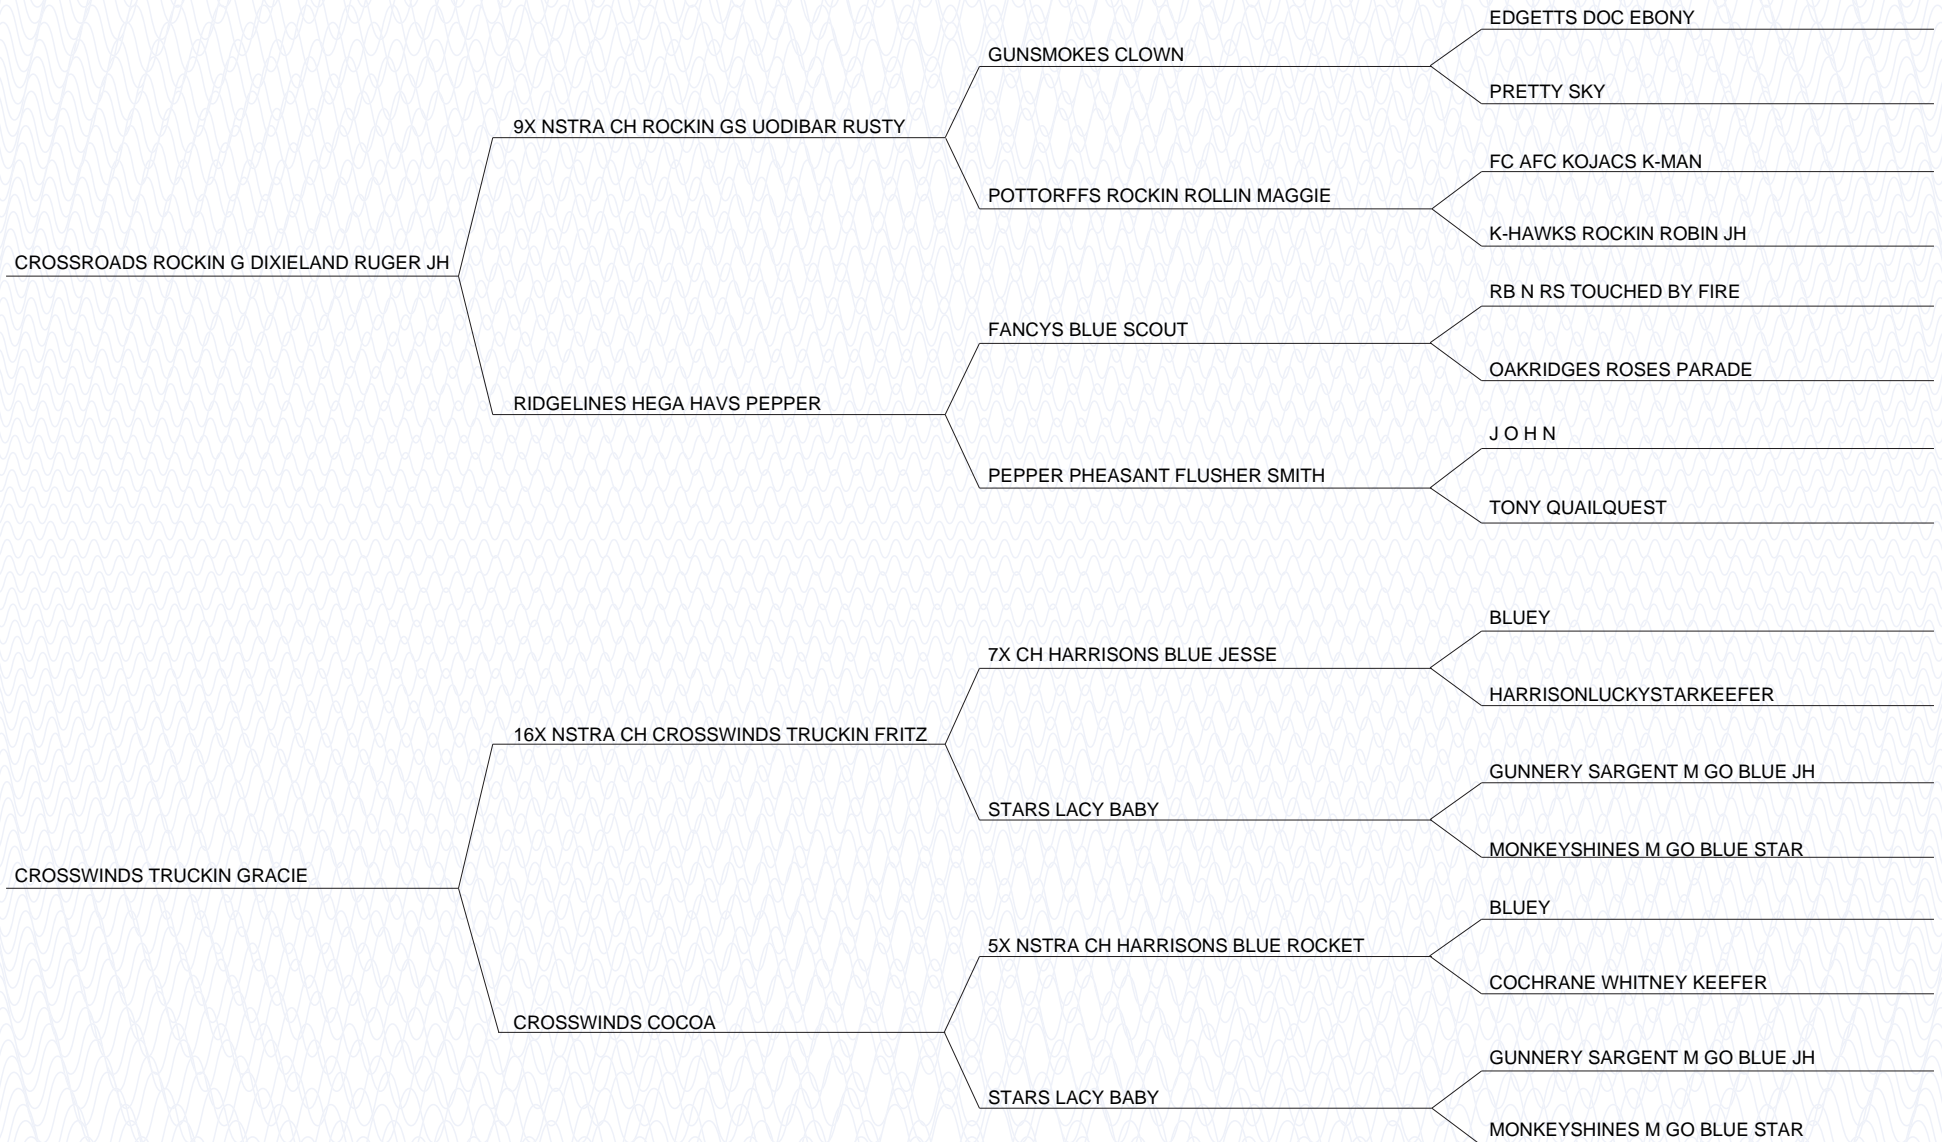 EDGETTS DOC EBONY
GUNSMOKES CLOWN
PRETTY SKY
9X NSTRA CH ROCKIN GS UODIBAR RUSTY
FC AFC KOJACS K-MAN
POTTORFFS ROCKIN ROLLIN MAGGIE
K-HAWKS ROCKIN ROBIN JH
CROSSROADS ROCKIN G DIXIELAND RUGER JH
RB N RS TOUCHED BY FIRE
FANCYS BLUE SCOUT
OAKRIDGES ROSES PARADE
RIDGELINES HEGA HAVS PEPPER
J O H N
PEPPER PHEASANT FLUSHER SMITH
TONY QUAILQUEST
BLUEY
7X CH HARRISONS BLUE JESSE
HARRISONLUCKYSTARKEEFER
16X NSTRA CH CROSSWINDS TRUCKIN FRITZ
GUNNERY SARGENT M GO BLUE JH
STARS LACY BABY
MONKEYSHINES M GO BLUE STAR
CROSSWINDS TRUCKIN GRACIE
BLUEY
5X NSTRA CH HARRISONS BLUE ROCKET
COCHRANE WHITNEY KEEFER
CROSSWINDS COCOA
GUNNERY SARGENT M GO BLUE JH
STARS LACY BABY
MONKEYSHINES M GO BLUE STAR